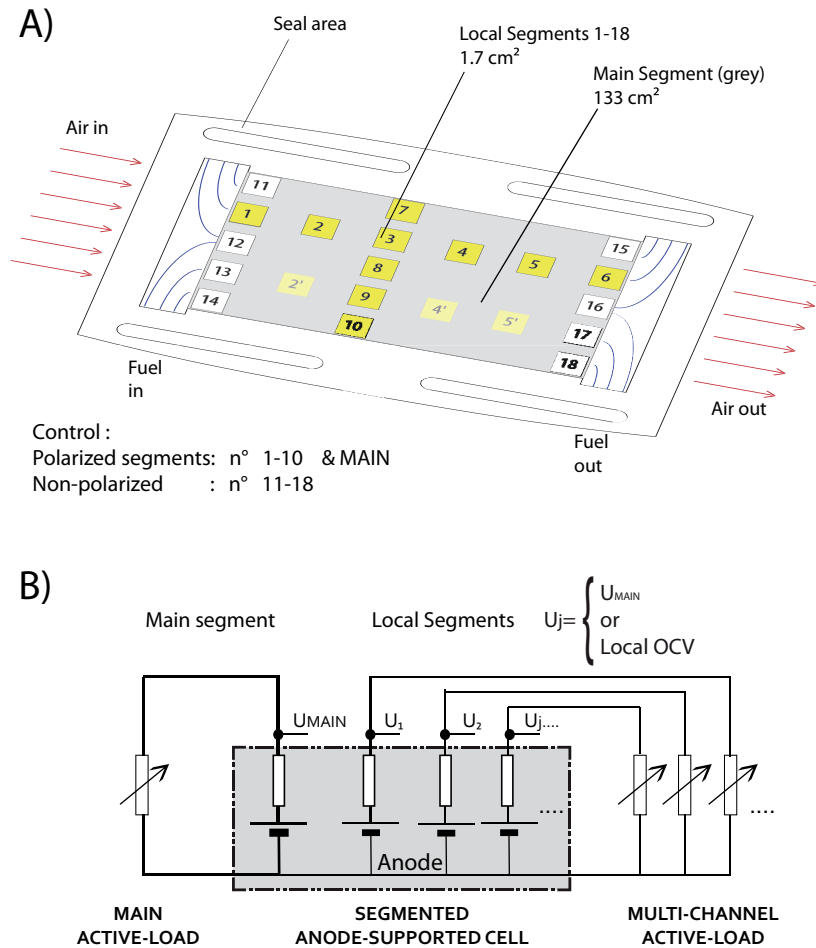 A)
Seal area
Local Segments 1-18
1.7 cm²
Main Segment (grey)
133 cm²
Air in
11
7
1
2
3
15
12
4
8
5
6
13
2'
9
16
14
4'
5'
10
17
18
Fuel
in
Air out
Fuel
out
Control :
Polarized segments: n° 1-10 & MAIN
Non-polarized : n° 11-18
B)
Main segment
Local Segments
Uj= { UMAIN
or
Local OCV
UMAIN
U1
U2
Uj....
....
....
Anode
MAIN
ACTIVE-LOAD
SEGMENTED
ANODE-SUPPORTED CELL
MULTI-CHANNEL
ACTIVE-LOAD